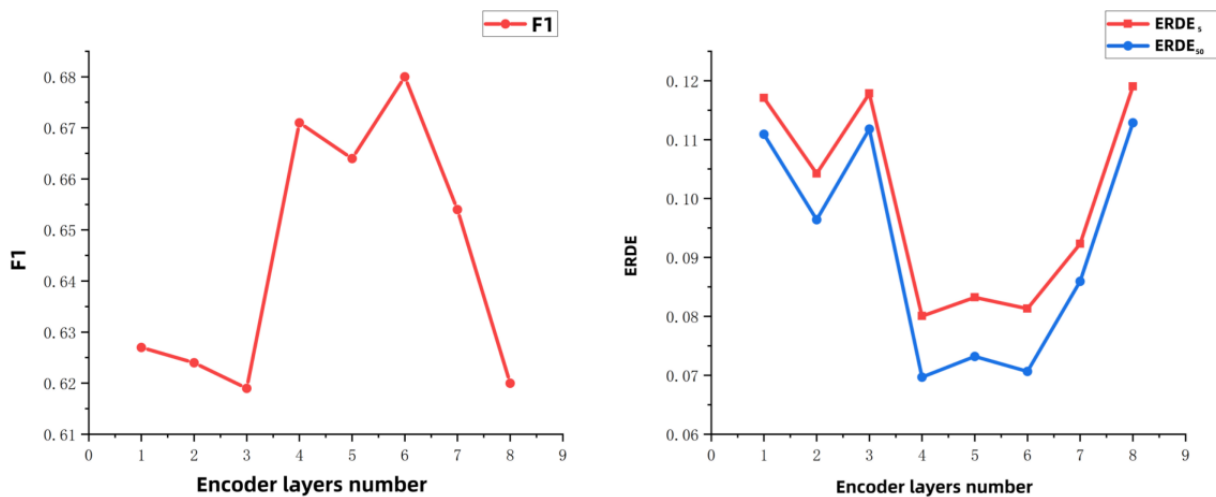 F1
0.68
0.67
0.66
0.65
0.64
0.63
0.62
0.61
F1
0 1 2 3 4 5 6 7 8 9
Encoder layers number
ERDE 5
ERDE50
0.12
0.11
0.10
0.09
0.08
0.07
0.06
ERDE
0 1 2 3 4 5 6 7 8 9
Encoder layers number